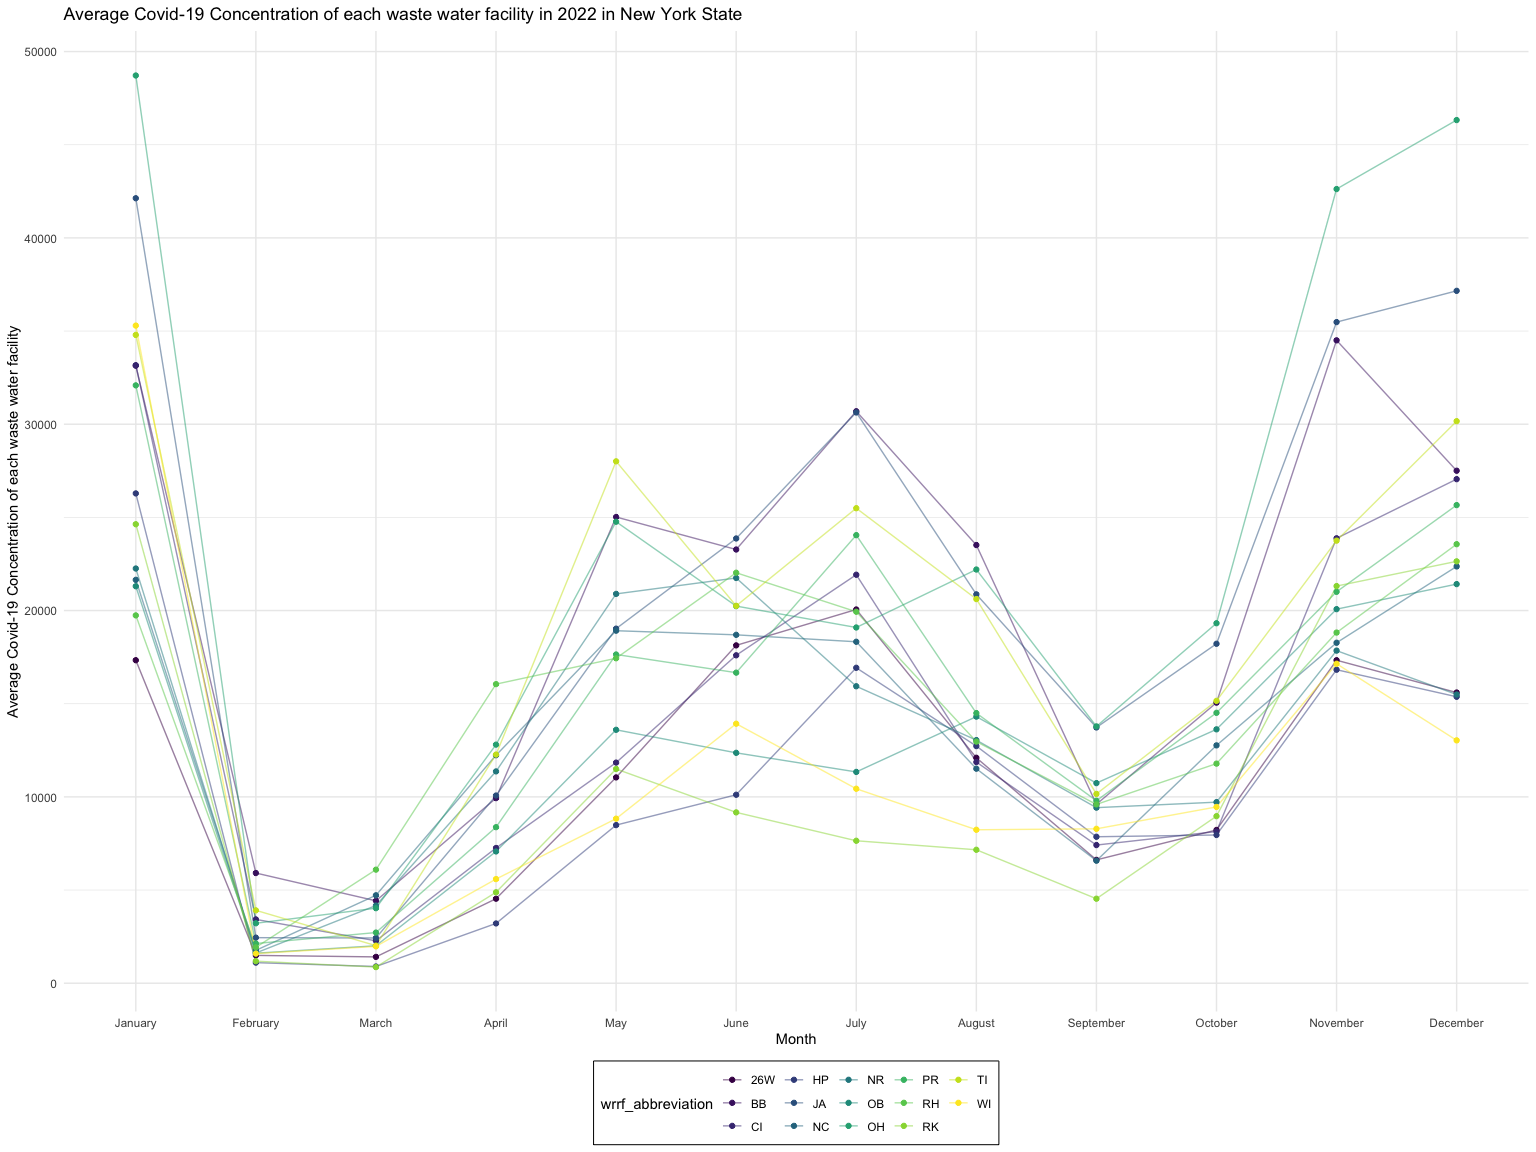 Average Covid-19 Concentration of each waste water facility in 2022 in New York State
Average Covid-19 Concentration of each waste water facility
50000
40000
30000
20000
10000
0
January February March April May June July August September October November December
Month
wrrf_abbreviation
26W HP NR PR TI
BB JA OB RH WI
CI NC OH RK